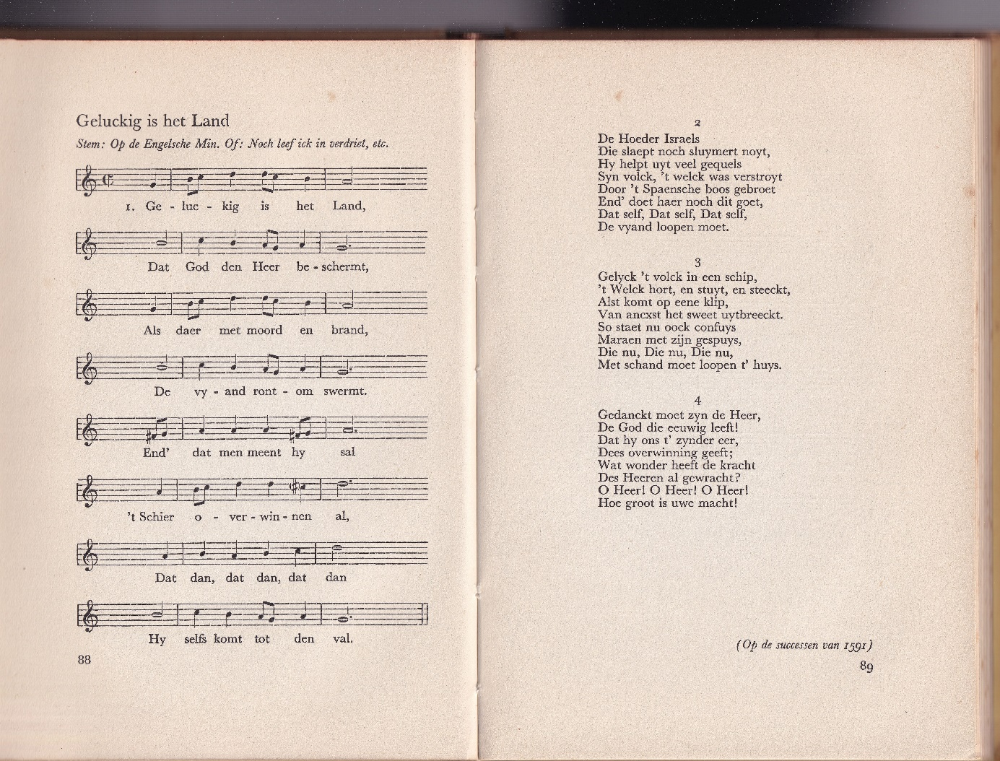 Geluckig is het Land
Stem: Op de Engelsche Min. Of: Noch leef ick in verdriet, etc.
1. Ge - luc - kig is het Land,
Dat God den Heer be - schermt,
Als daer met moord en brand,
De vy - and ront - om swermt.
End' dat men meent hy sal
't Schier o - ver - win - nen al,
Dat dan, dat dan, dat dan
Hy selfs komt tot den val.
88
2
De Hoeder Israels
Die slaept noch sluymert noyt,
Hy helpt uyt veel gequels
Syn volck, 't welck was verstroyt
Door 't Spaensche boos gebroet
End' doet haer noch dit goet,
Dat self, Dat self, Dat self,
De vyand loopen moet.
3
Gelyck 't volck in een schip,
't Welck hort, en stuyt, en steeckt,
Alst komt op eene klip,
Van ancxst het sweet uytbreeckt.
So staet nu oock confuys
Maraen met zijn gespuys,
Die nu, Die nu, Die nu,
Met schand moet loopen t' huys.
4
Gedanckt moet zyn de Heer,
De God die eeuwig leeft!
Dat hy ons t' zynder eer,
Dees overwinning geeft;
Wat wonder heeft de kracht
Des Heeren al gewracht?
O Heer! O Heer! O Heer!
Hoe groot is uwe macht!
(Op de successen van 1591)
89